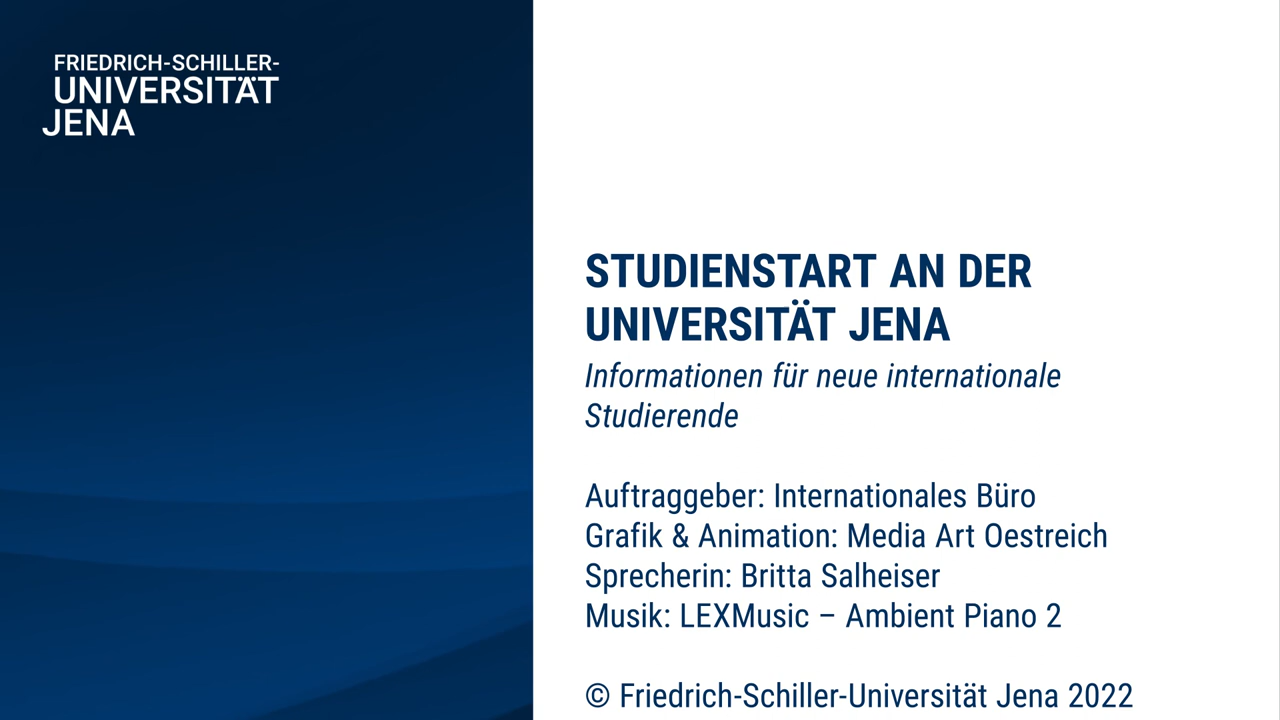 FRIEDRICH-SCHILLER-
UNIVERSITÄT
JENA
STUDIENSTART AN DER
UNIVERSITÄT JENA
Informationen für neue internationale
Studierende
Auftraggeber: Internationales Büro
Grafik & Animation: Media Art Oestreich
Sprecherin: Britta Salheiser
Musik: LEXMusic – Ambient Piano 2
© Friedrich-Schiller-Universität Jena 2022